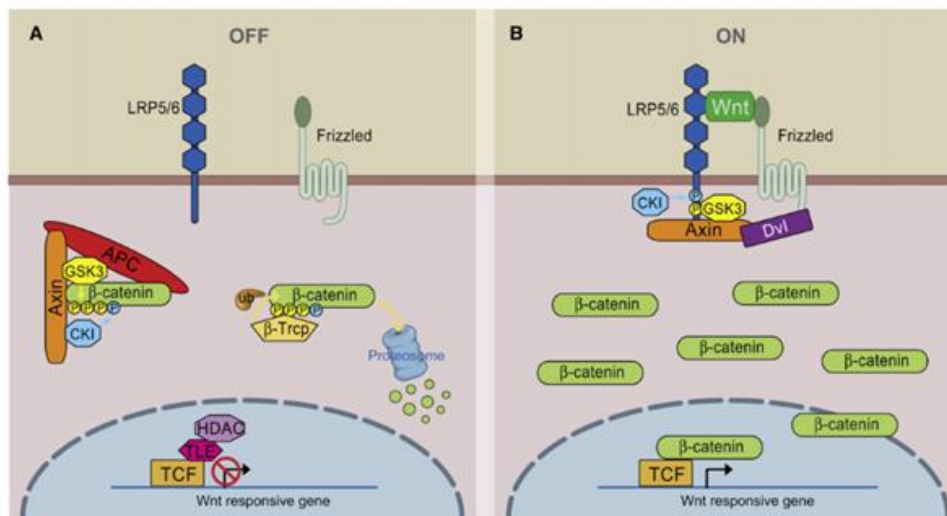 A
OFF
LRP5/6
Frizzled
APC
Axin
GSK3
β-catenin
P P P P
CKI
ub
β-catenin
P P P P
β-Trcp
Proteosome
HDAC
TLE
TCF
Wnt responsive gene
B
ON
LRP5/6
Wnt
Frizzled
CKI
P
P
GSK3
Axin
Dvl
β-catenin
β-catenin
β-catenin
β-catenin
β-catenin
β-catenin
β-catenin
TCF
Wnt responsive gene